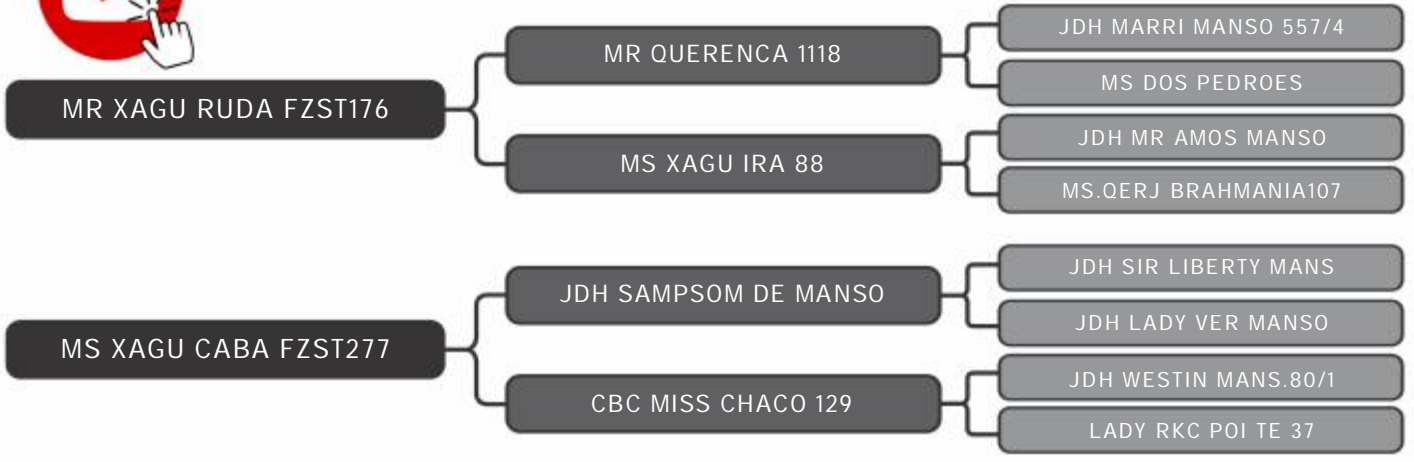 MR XAGU RUDA FZST176
MR QUERENCA 1118
JDH MARRI MANSO 557/4
MS DOS PEDROES
MS XAGU IRA 88
JDH MR AMOS MANSO
MS.QERJ BRAHMANIA107
MS XAGU CABA FZST277
JDH SAMPSOM DE MANSO
JDH SIR LIBERTY MANS
JDH LADY VER MANSO
CBC MISS CHACO 129
JDH WESTIN MANS.80/1
LADY RKC POI TE 37